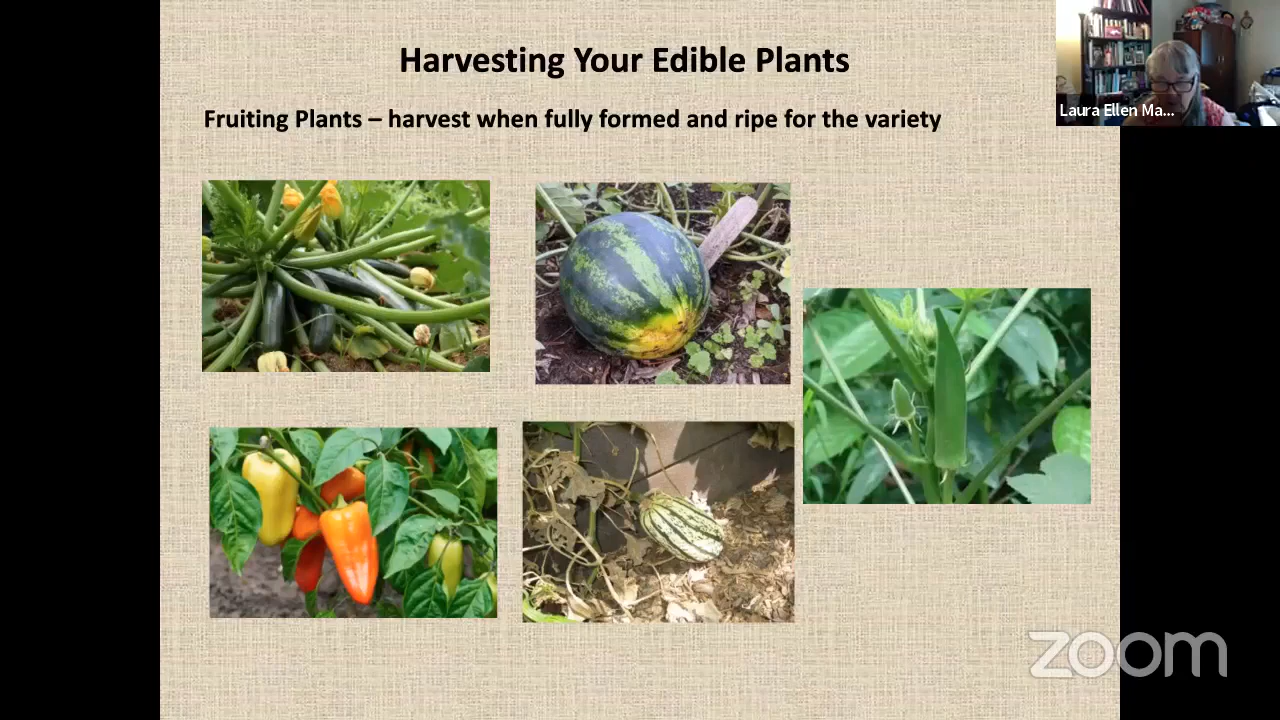 Harvesting Your Edible Plants
Fruiting Plants – harvest when fully formed and ripe for the variety
Laura Ellen Ma...
zoom